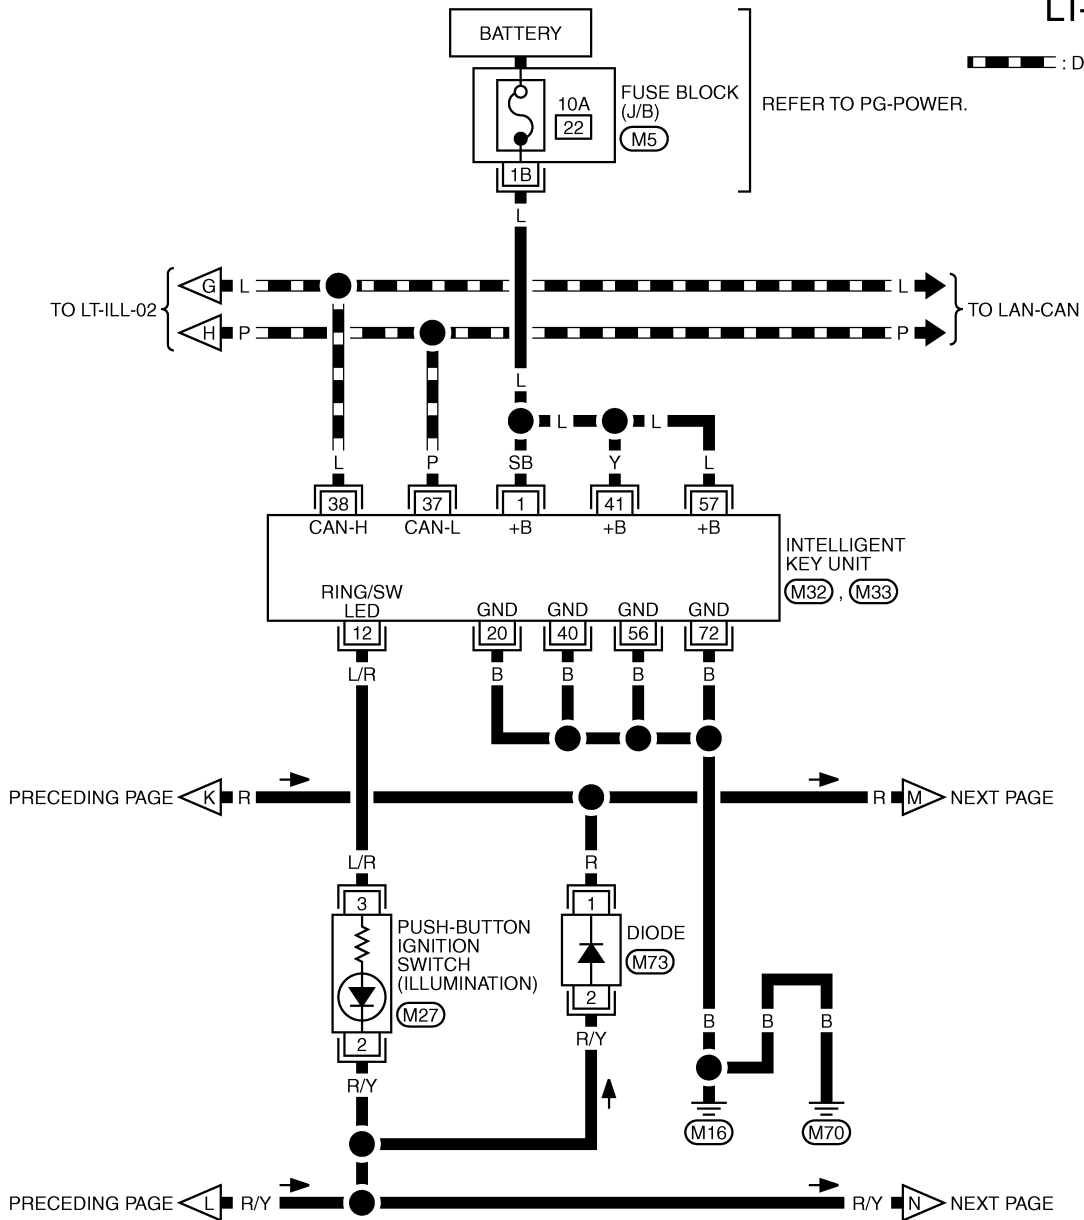 LT-
BATTERY
: D
FUSE BLOCK
(J/B)
10A
22
M5
REFER TO PG-POWER.
1B
L
G L L
TO LT-ILL-02
TO LAN-CAN
H P P
L
L L
L P SB Y L
38 37 1 41 57
CAN-H CAN-L +B +B +B
INTELLIGENT
KEY UNIT
M32 , M33
RING/SW
LED
GND GND GND GND
12 20 40 56 72
L/R B B B B
PRECEDING PAGE K R R M NEXT PAGE
L/R R
3 1
PUSH-BUTTON
IGNITION
SWITCH
(ILLUMINATION)
M27
DIODE
M73
2
R/Y
B B B
2
R/Y
M16 M70
PRECEDING PAGE L R/Y R/Y N NEXT PAGE